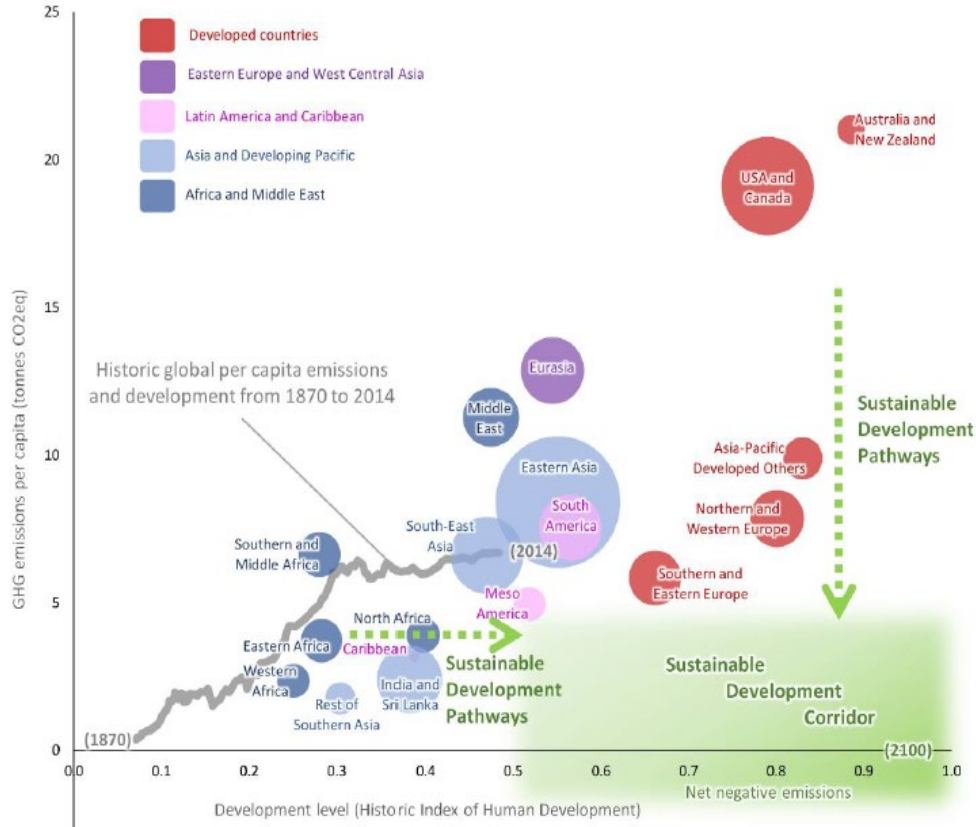 25
20
15
10
5
0
GHG emissions per capita (tonnes CO2eq)
Developed countries
Eastern Europe and West Central Asia
Latin America and Caribbean
Asia and Developing Pacific
Africa and Middle East
Australia and
New Zealand
USA and
Canada
Historic global per capita emissions
and development from 1870 to 2014
Eurasia
Middle
East
Sustainable
Development
Pathways
Asia-Pacific
Developed Others
Eastern Asia
Northern and
Western Europe
South
America
South-East
Asia
(2014)
Southern and
Middle Africa
Southern and
Eastern Europe
Meso
America
North Africa
Eastern Africa
Caribbean
Western
Africa
India and
Sri Lanka
Rest of
Southern Asia
Sustainable
Development
Pathways
Sustainable
Development
Corridor
(1870)
(2100)
0.0
0.1
0.2
0.3
0.4
0.5
0.6
0.7
0.8
0.9
1.0
Net negative emissions
Development level (Historic Index of Human Development)